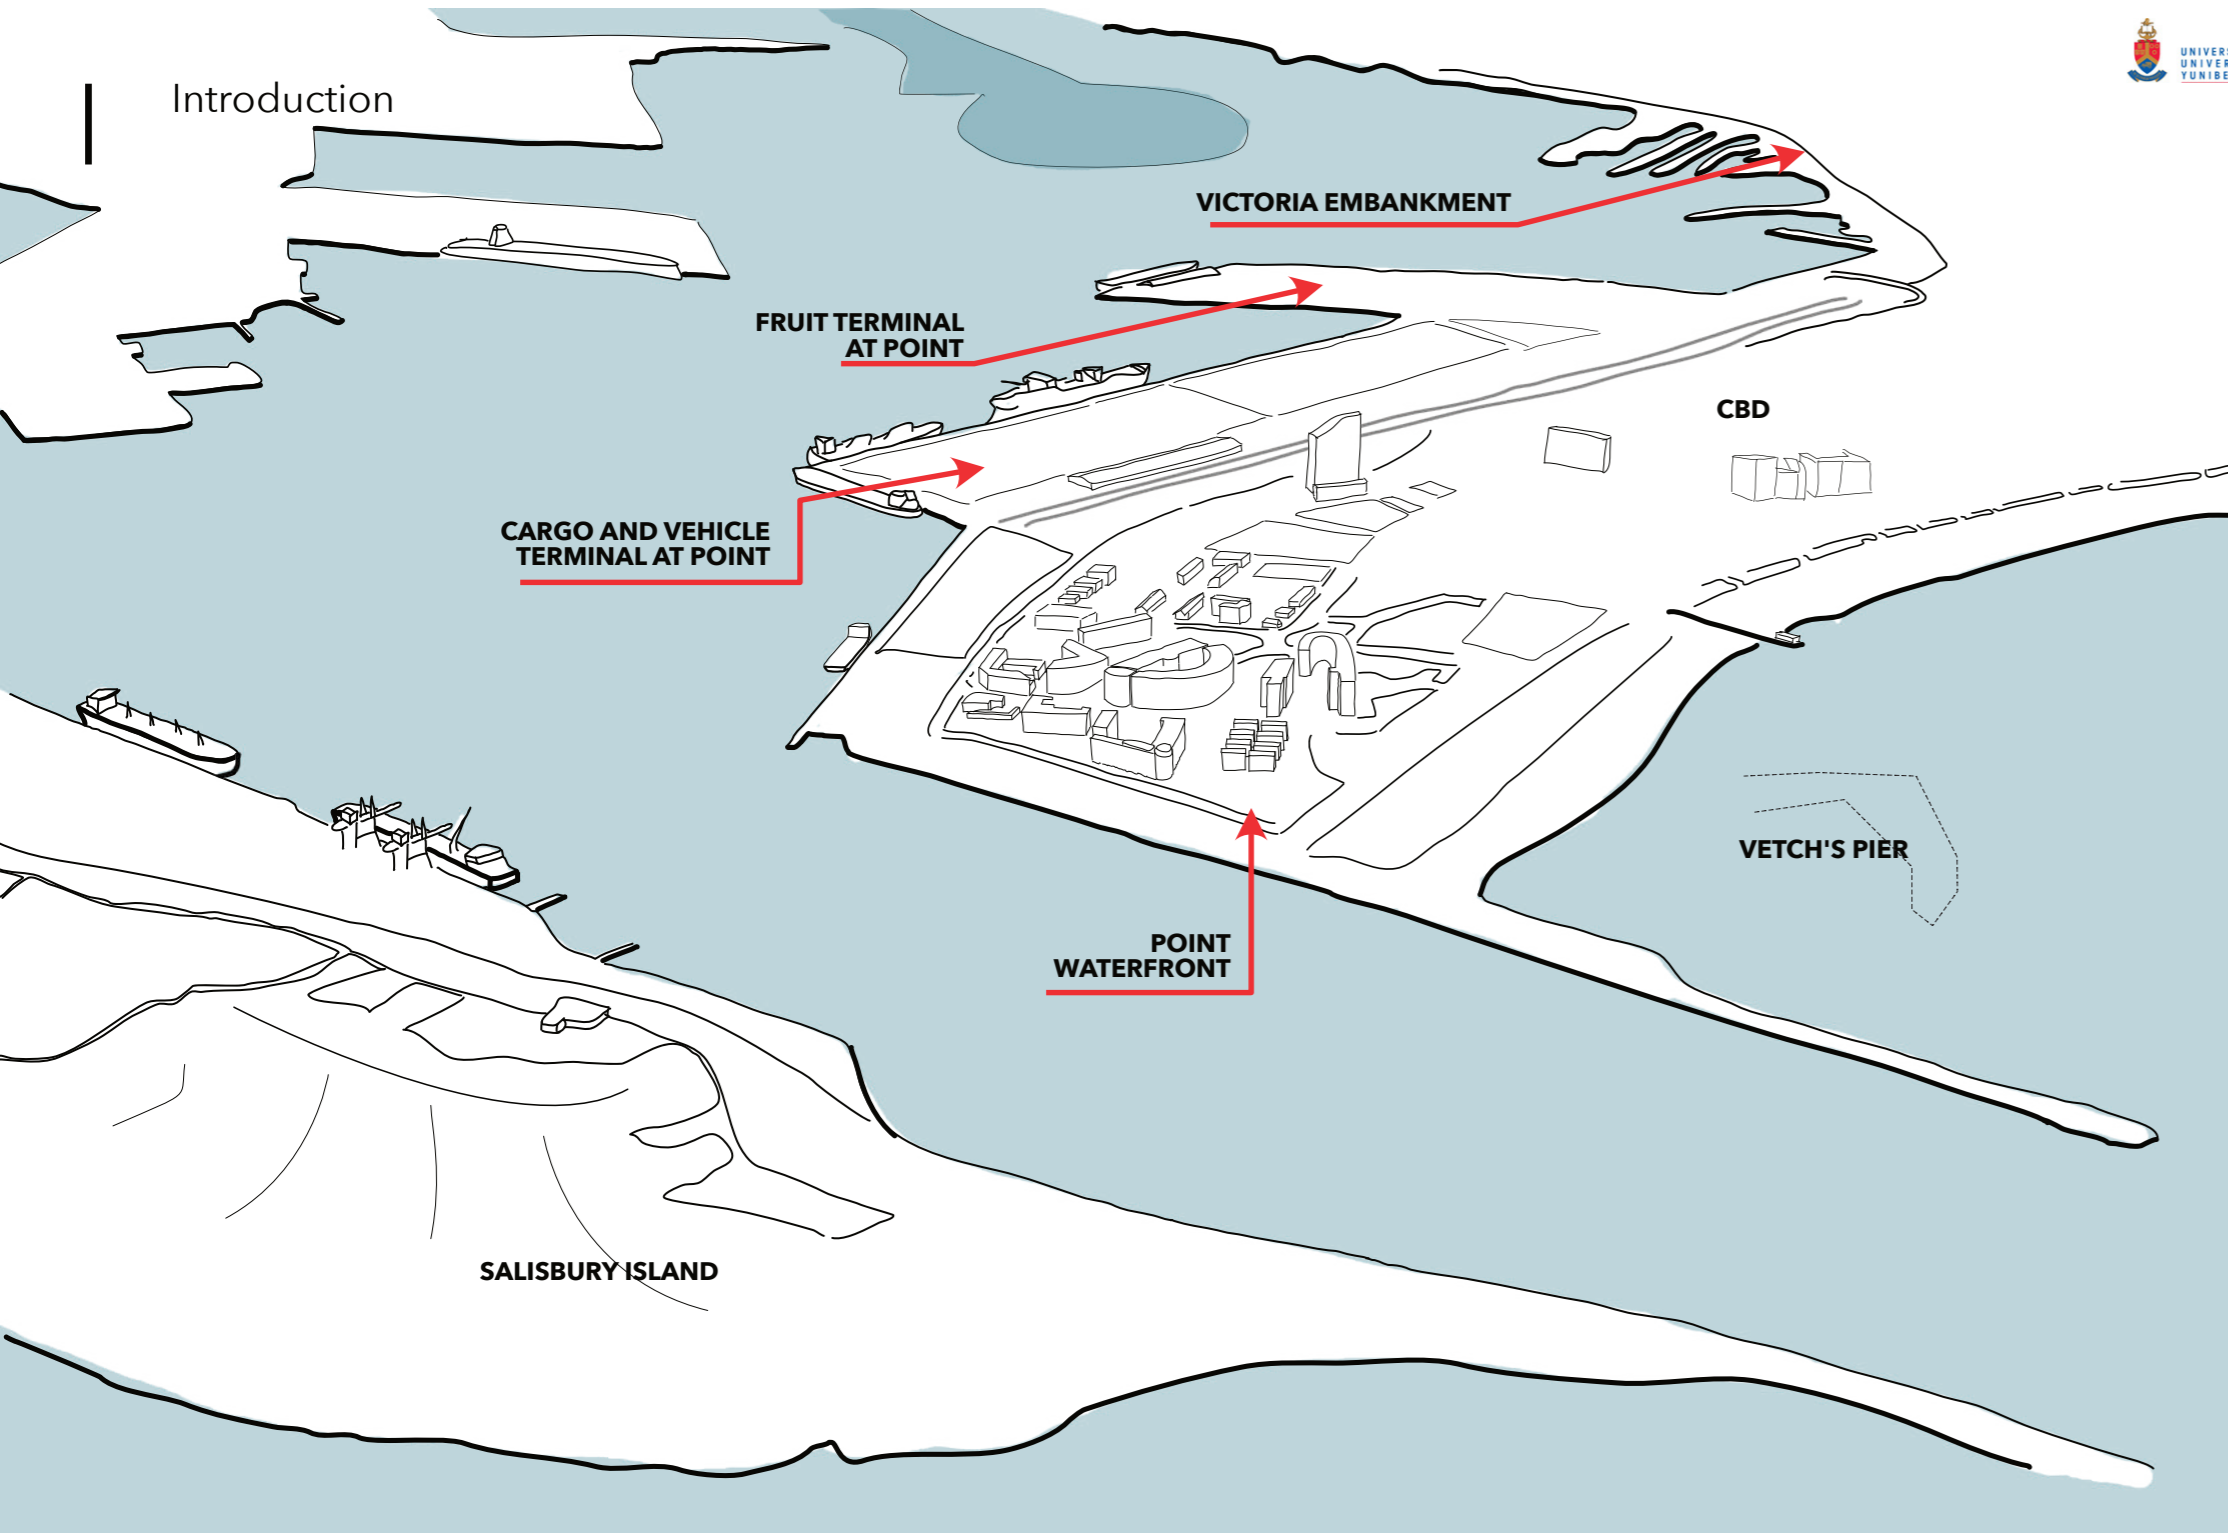 Introduction
VICTORIA EMBANKMENT
FRUIT TERMINAL
AT POINT
CBD
CARGO AND VEHICLE
TERMINAL AT POINT
VETCH'S PIER
POINT
WATERFRONT
SALISBURY ISLAND